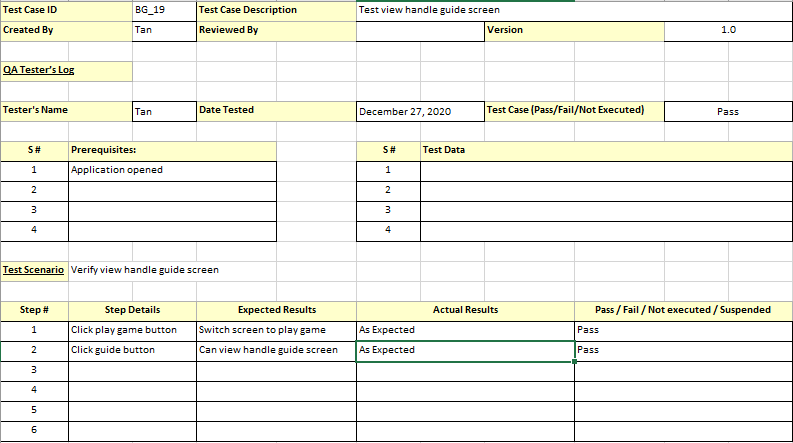 Test Case ID BG_19 Test Case Description Test view handle guide screen
Created By Tan Reviewed By Version 1.0
QA Tester's Log
Tester's Name Tan Date Tested December 27, 2020 Test Case (Pass/Fail/Not Executed) Pass
S # Prerequisites: S # Test Data
1 Application opened 1
2 2
3 3
4 4
Test Scenario Verify view handle guide screen
Step # Step Details Expected Results Actual Results Pass / Fail / Not executed / Suspended
1 Click play game button Switch screen to play game As Expected Pass
2 Click guide button Can view handle guide screen As Expected Pass
3
4
5
6